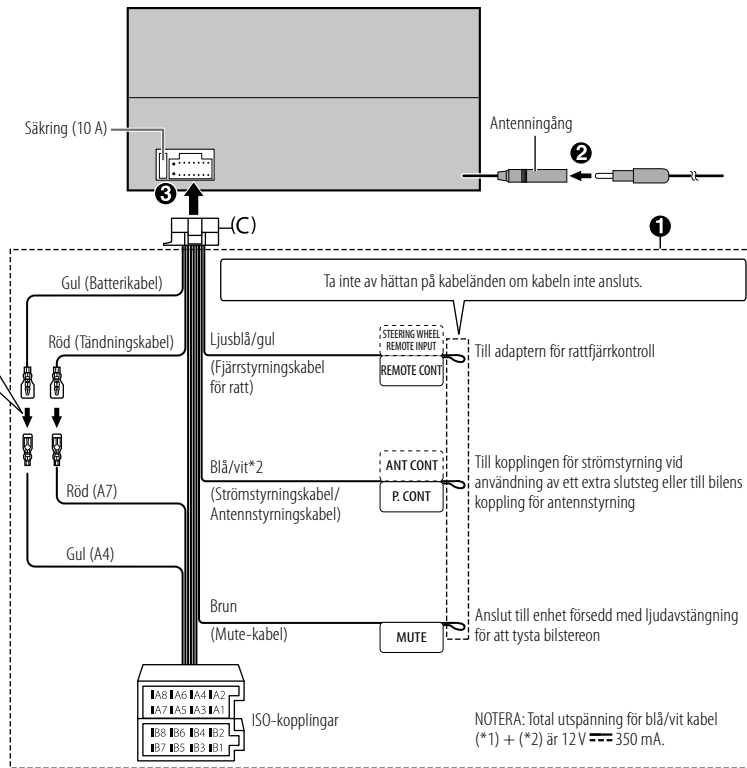 Säkring (10 A)
Antenningång
❷
❸
(C)
❶
Ta inte av hättan på kabeländen om kabeln inte ansluts.
Gul (Batterikabel)
Röd (Tändningskabel)
Ljusblå/gul
(Fjärrstyrningskabel
för ratt)
STEERING WHEEL
REMOTE INPUT
REMOTE CONT
Till adaptern för rattfjärrkontroll
Blå/vit*2
(Strömstyrningskabel/
Antennstyrningskabel)
ANT CONT
P. CONT
Till kopplingen för strömstyrning vid
användning av ett extra slutsteg eller till bilens
koppling för antennstyrning
Röd (A7)
Gul (A4)
Brun
(Mute-kabel)
MUTE
Anslut till enhet försedd med ljudavstängning
för att tysta bilstereon
A8 A6 A4 A2
A7 A5 A3 A1
B8 B6 B4 B2
B7 B5 B3 B1
ISO-kopplingar
NOTERA: Total utspänning för blå/vit kabel
(*1) + (*2) är 12 V ⎓ 350 mA.